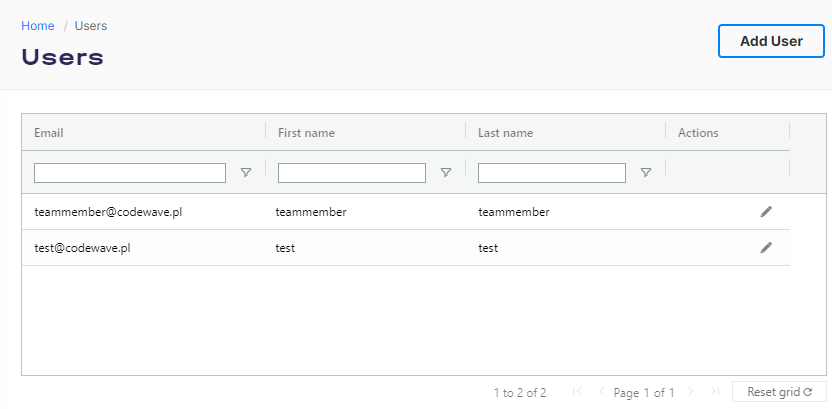 Home / Users
Users
Add User
Email First name Last name Actions
teammember@codewave.pl teammember teammember
test@codewave.pl test test
1 to 2 of 2 Page 1 of 1 Reset grid